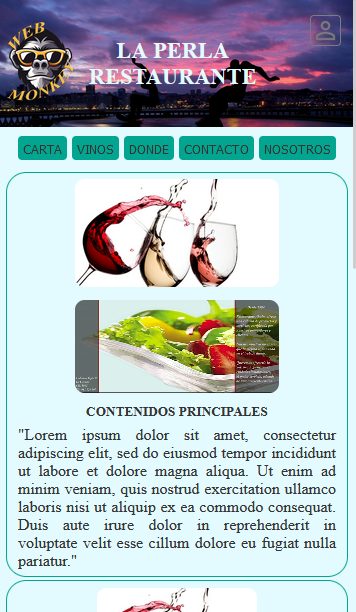 WEB
MONKEY
LA PERLA
RESTAURANTE
CARTA VINOS DONDE CONTACTO NOSOTROS
CONTENIDOS PRINCIPALES
"Lorem ipsum dolor sit amet, consectetur
adipiscing elit, sed do eiusmod tempor incididunt
ut labore et dolore magna aliqua. Ut enim ad
minim veniam, quis nostrud exercitation ullamco
laboris nisi ut aliquip ex ea commodo consequat.
Duis aute irure dolor in reprehenderit in
voluptate velit esse cillum dolore eu fugiat nulla
pariatur."